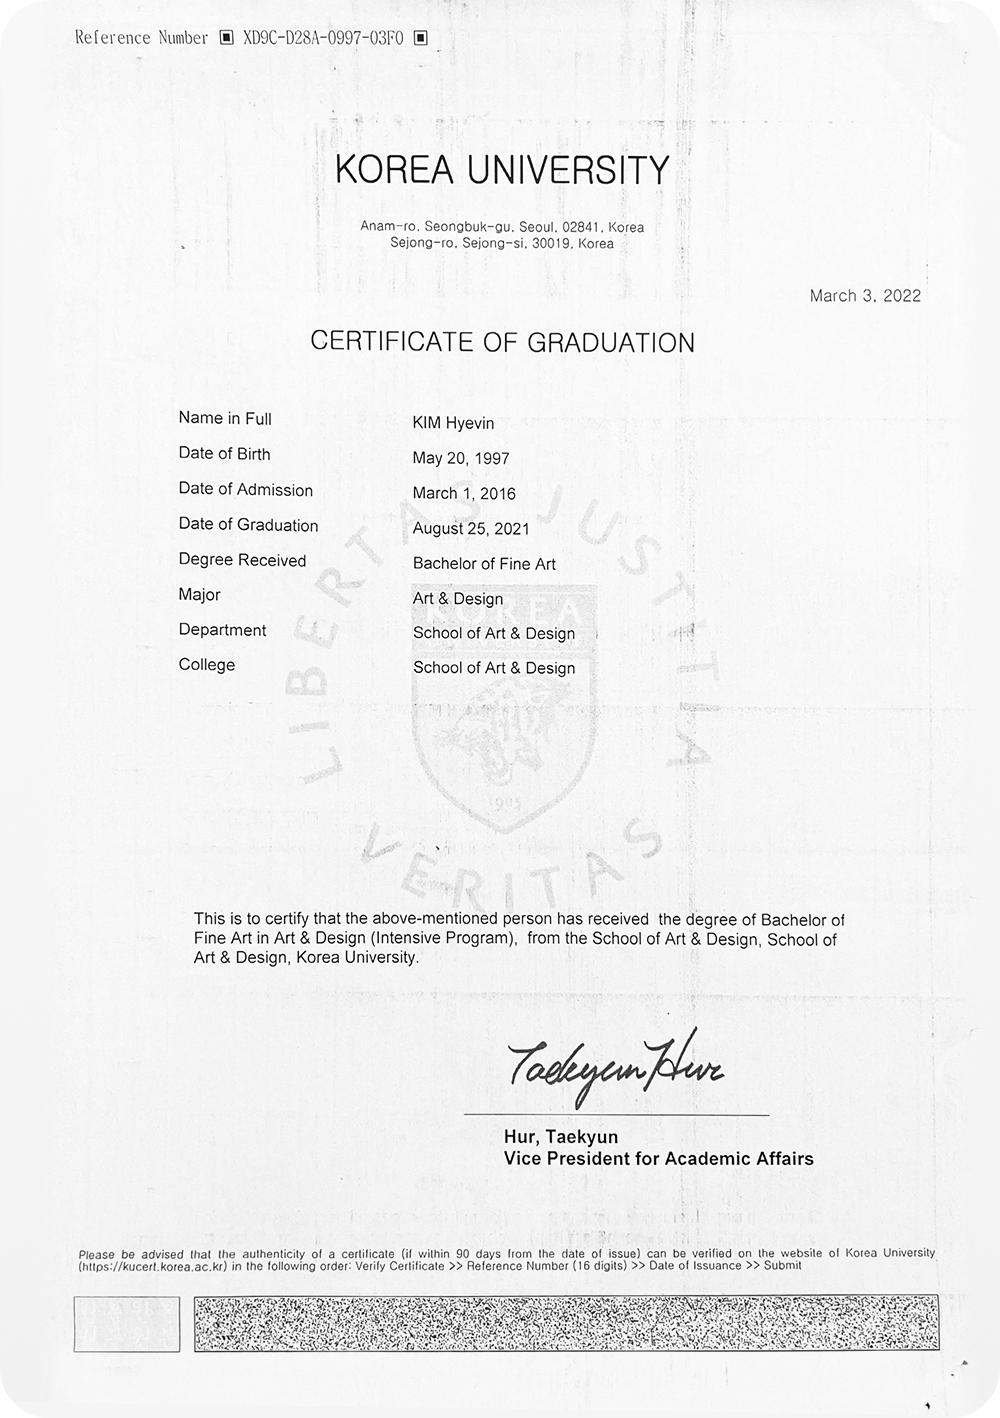 Reference Number ▣ XD9C-D28A-0997-03F0 ▣
KOREA UNIVERSITY
Anam-ro, Seongbuk-gu, Seoul, 02841, Korea
Sejong-ro, Sejong-si, 30019, Korea
March 3, 2022
CERTIFICATE OF GRADUATION
Name in Full KIM Hyevin
Date of Birth May 20, 1997
Date of Admission March 1, 2016
Date of Graduation August 25, 2021
Degree Received Bachelor of Fine Art
Major Art & Design
Department School of Art & Design
College School of Art & Design
LIBERTAS JUSTITIA VERITAS
KOREA
1905
This is to certify that the above-mentioned person has received the degree of Bachelor of
Fine Art in Art & Design (Intensive Program), from the School of Art & Design, School of
Art & Design, Korea University.
Taekyun Hur
Hur, Taekyun
Vice President for Academic Affairs
Please be advised that the authenticity of a certificate (if within 90 days from the date of issue) can be verified on the website of Korea University
(https://kucert.korea.ac.kr) in the following order: Verify Certificate >> Reference Number (16 digits) >> Date of Issuance >> Submit